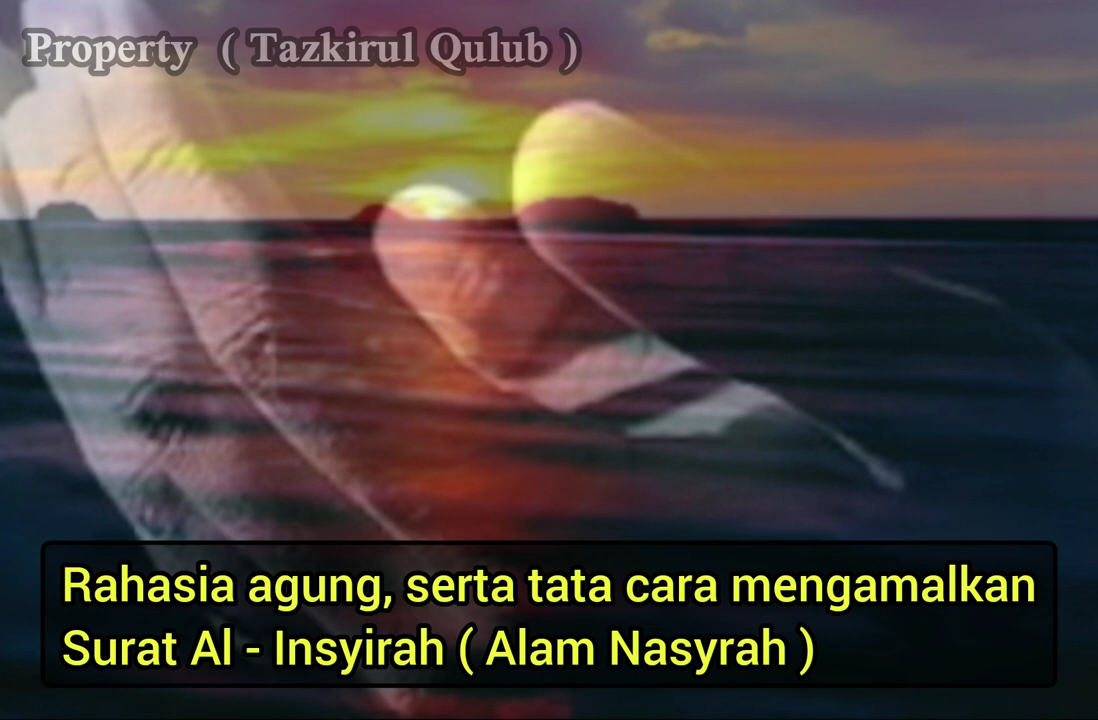 Property ( Tazkirul Qulub )
Rahasia agung, serta tata cara mengamalkan
Surat Al - Insyirah ( Alam Nasyrah )